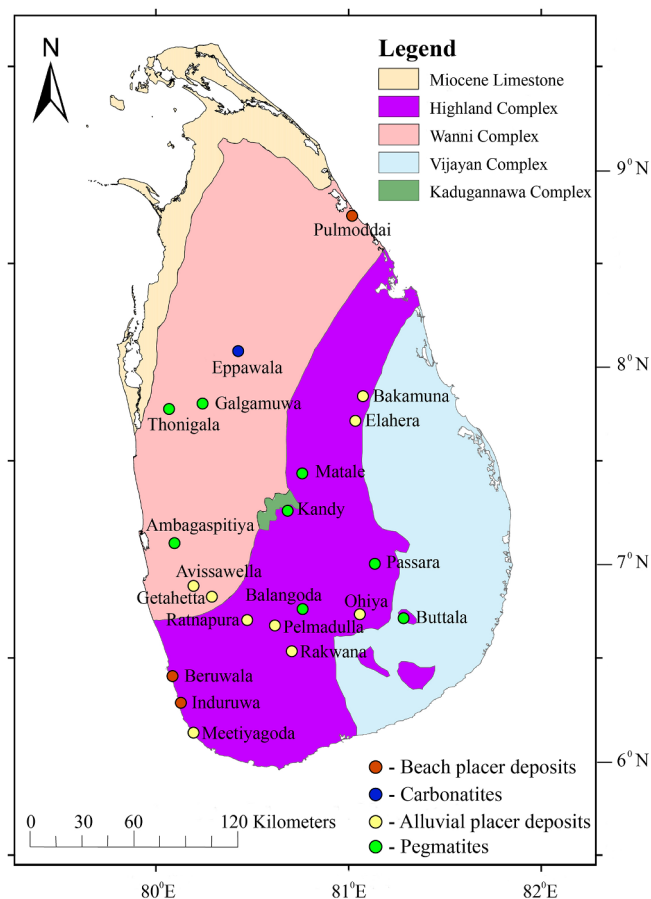 N
Legend
Miocene Limestone
Highland Complex
Wanni Complex
Vijayan Complex
Kadugannawa Complex
9°N
Pulmoddai
8°N
Eppawala
Bakamuna
Galgamuwa
Thonigala
Elahera
Matale
Kandy
Ambagaspitiya
7°N
Passara
Avissawella
Getahetta
Balangoda
Ohiya
Ratnapura
Pelmadulla
Buttala
Rakwana
Beruwala
Induruwa
Meetiyagoda
6°N
- Beach placer deposits
- Carbonatites
- Alluvial placer deposits
- Pegmatites
0 30 60 120 Kilometers
80°E 81°E 82°E